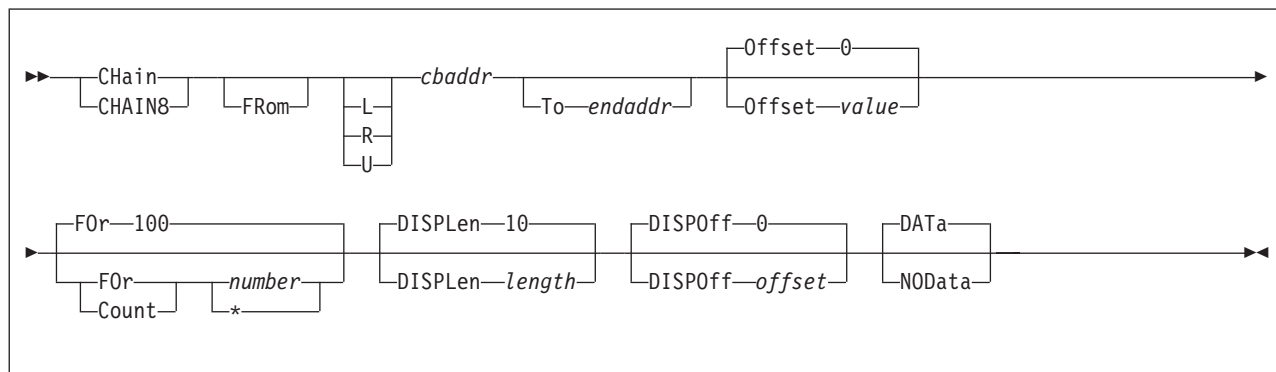 Offset 0
CHain cbaddr
CHAIN8 FRom L To endaddr Offset value
R
U
FOr 100 DISPLen 10 DISPOff 0 DATa
FOr number DISPLen length DISPOff offset NOData
Count *